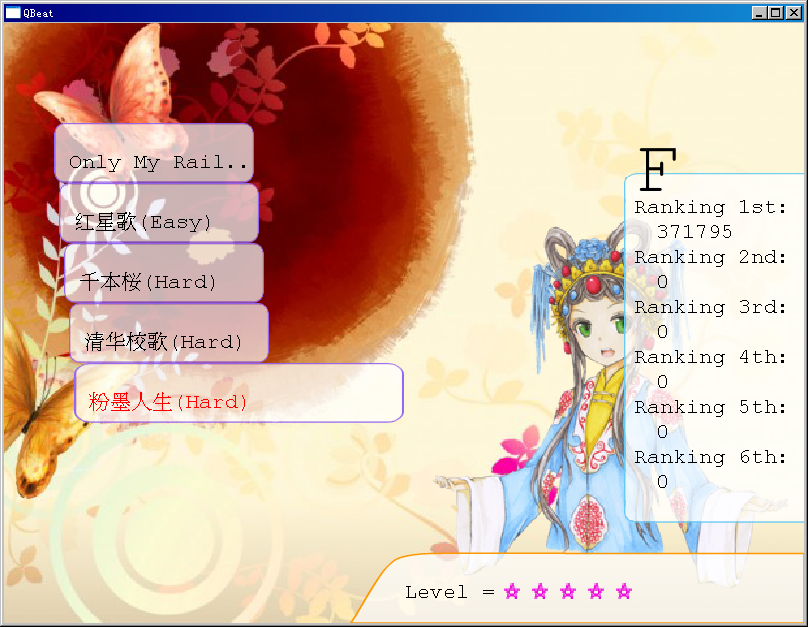 QBeat
Only My Rail..
红星歌(Easy)
千本桜(Hard)
清华校歌(Hard)
粉墨人生(Hard)
F
Ranking 1st:
371795
Ranking 2nd:
0
Ranking 3rd:
0
Ranking 4th:
0
Ranking 5th:
0
Ranking 6th:
0
Level = ☆ ☆ ☆ ☆ ☆